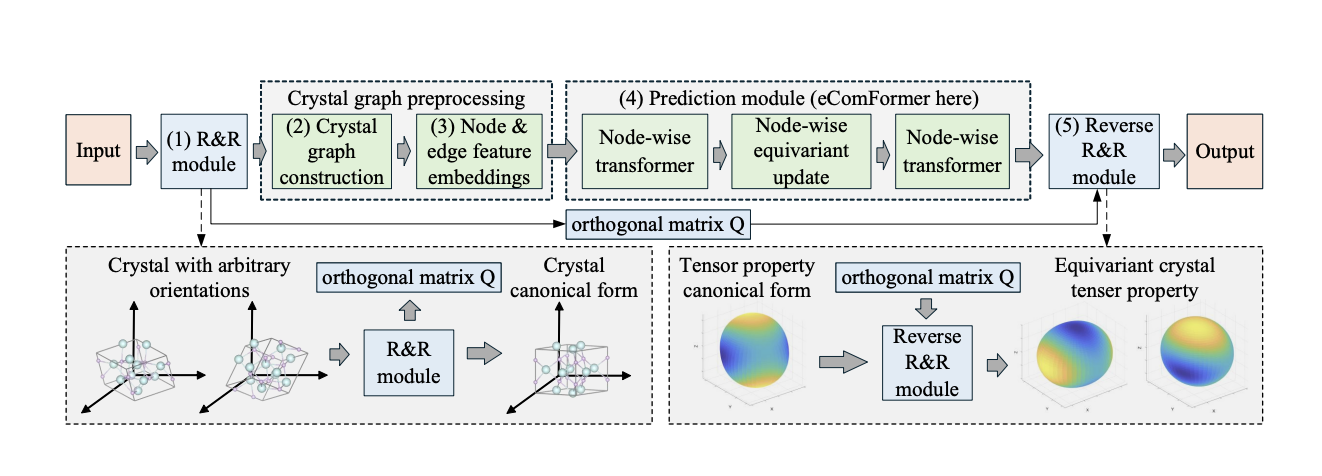 Input
(1) R&R
module
Crystal graph preprocessing
(2) Crystal
graph
construction
(3) Node &
edge feature
embeddings
(4) Prediction module (eComFormer here)
Node-wise
transformer
Node-wise
equivariant
update
Node-wise
transformer
(5) Reverse
R&R
module
Output
orthogonal matrix Q
Crystal with arbitrary
orientations
orthogonal matrix Q
R&R
module
Crystal
canonical form
Tensor property
canonical form
orthogonal matrix Q
Reverse
R&R
module
Equivariant crystal
tenser property